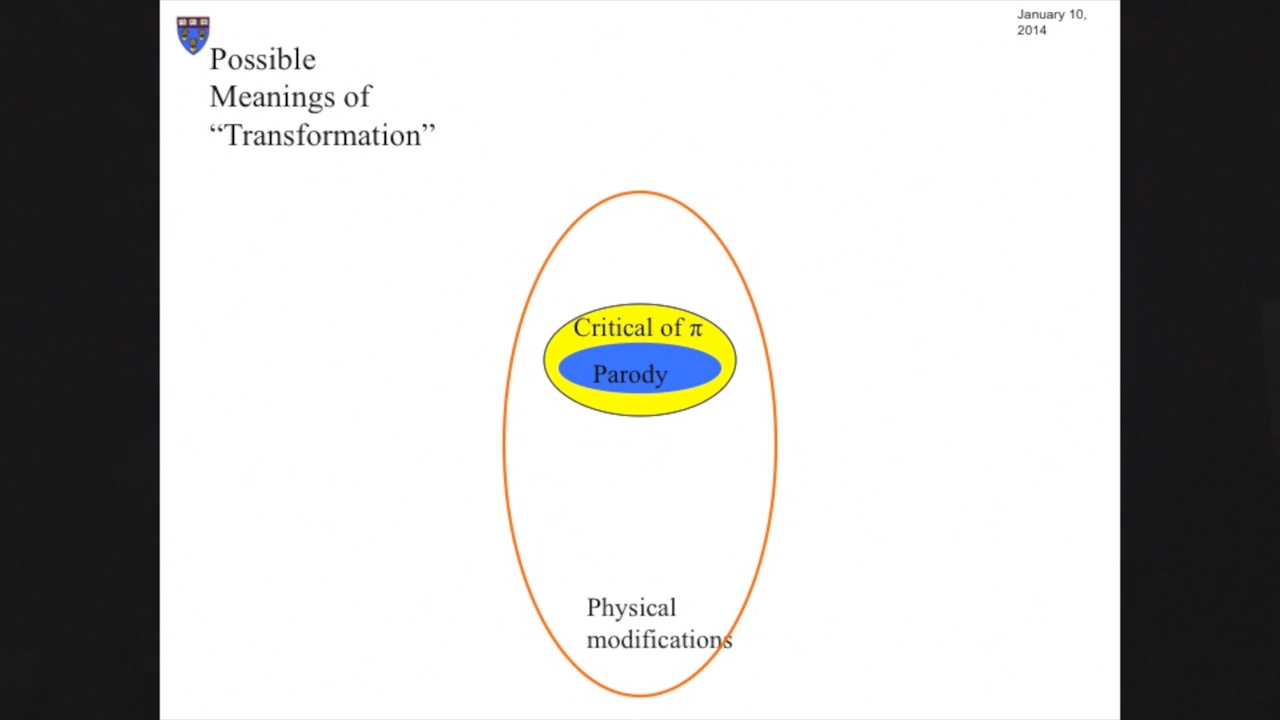 January 10,
2014
Possible
Meanings of
“Transformation”
Critical of π
Parody
Physical
modifications